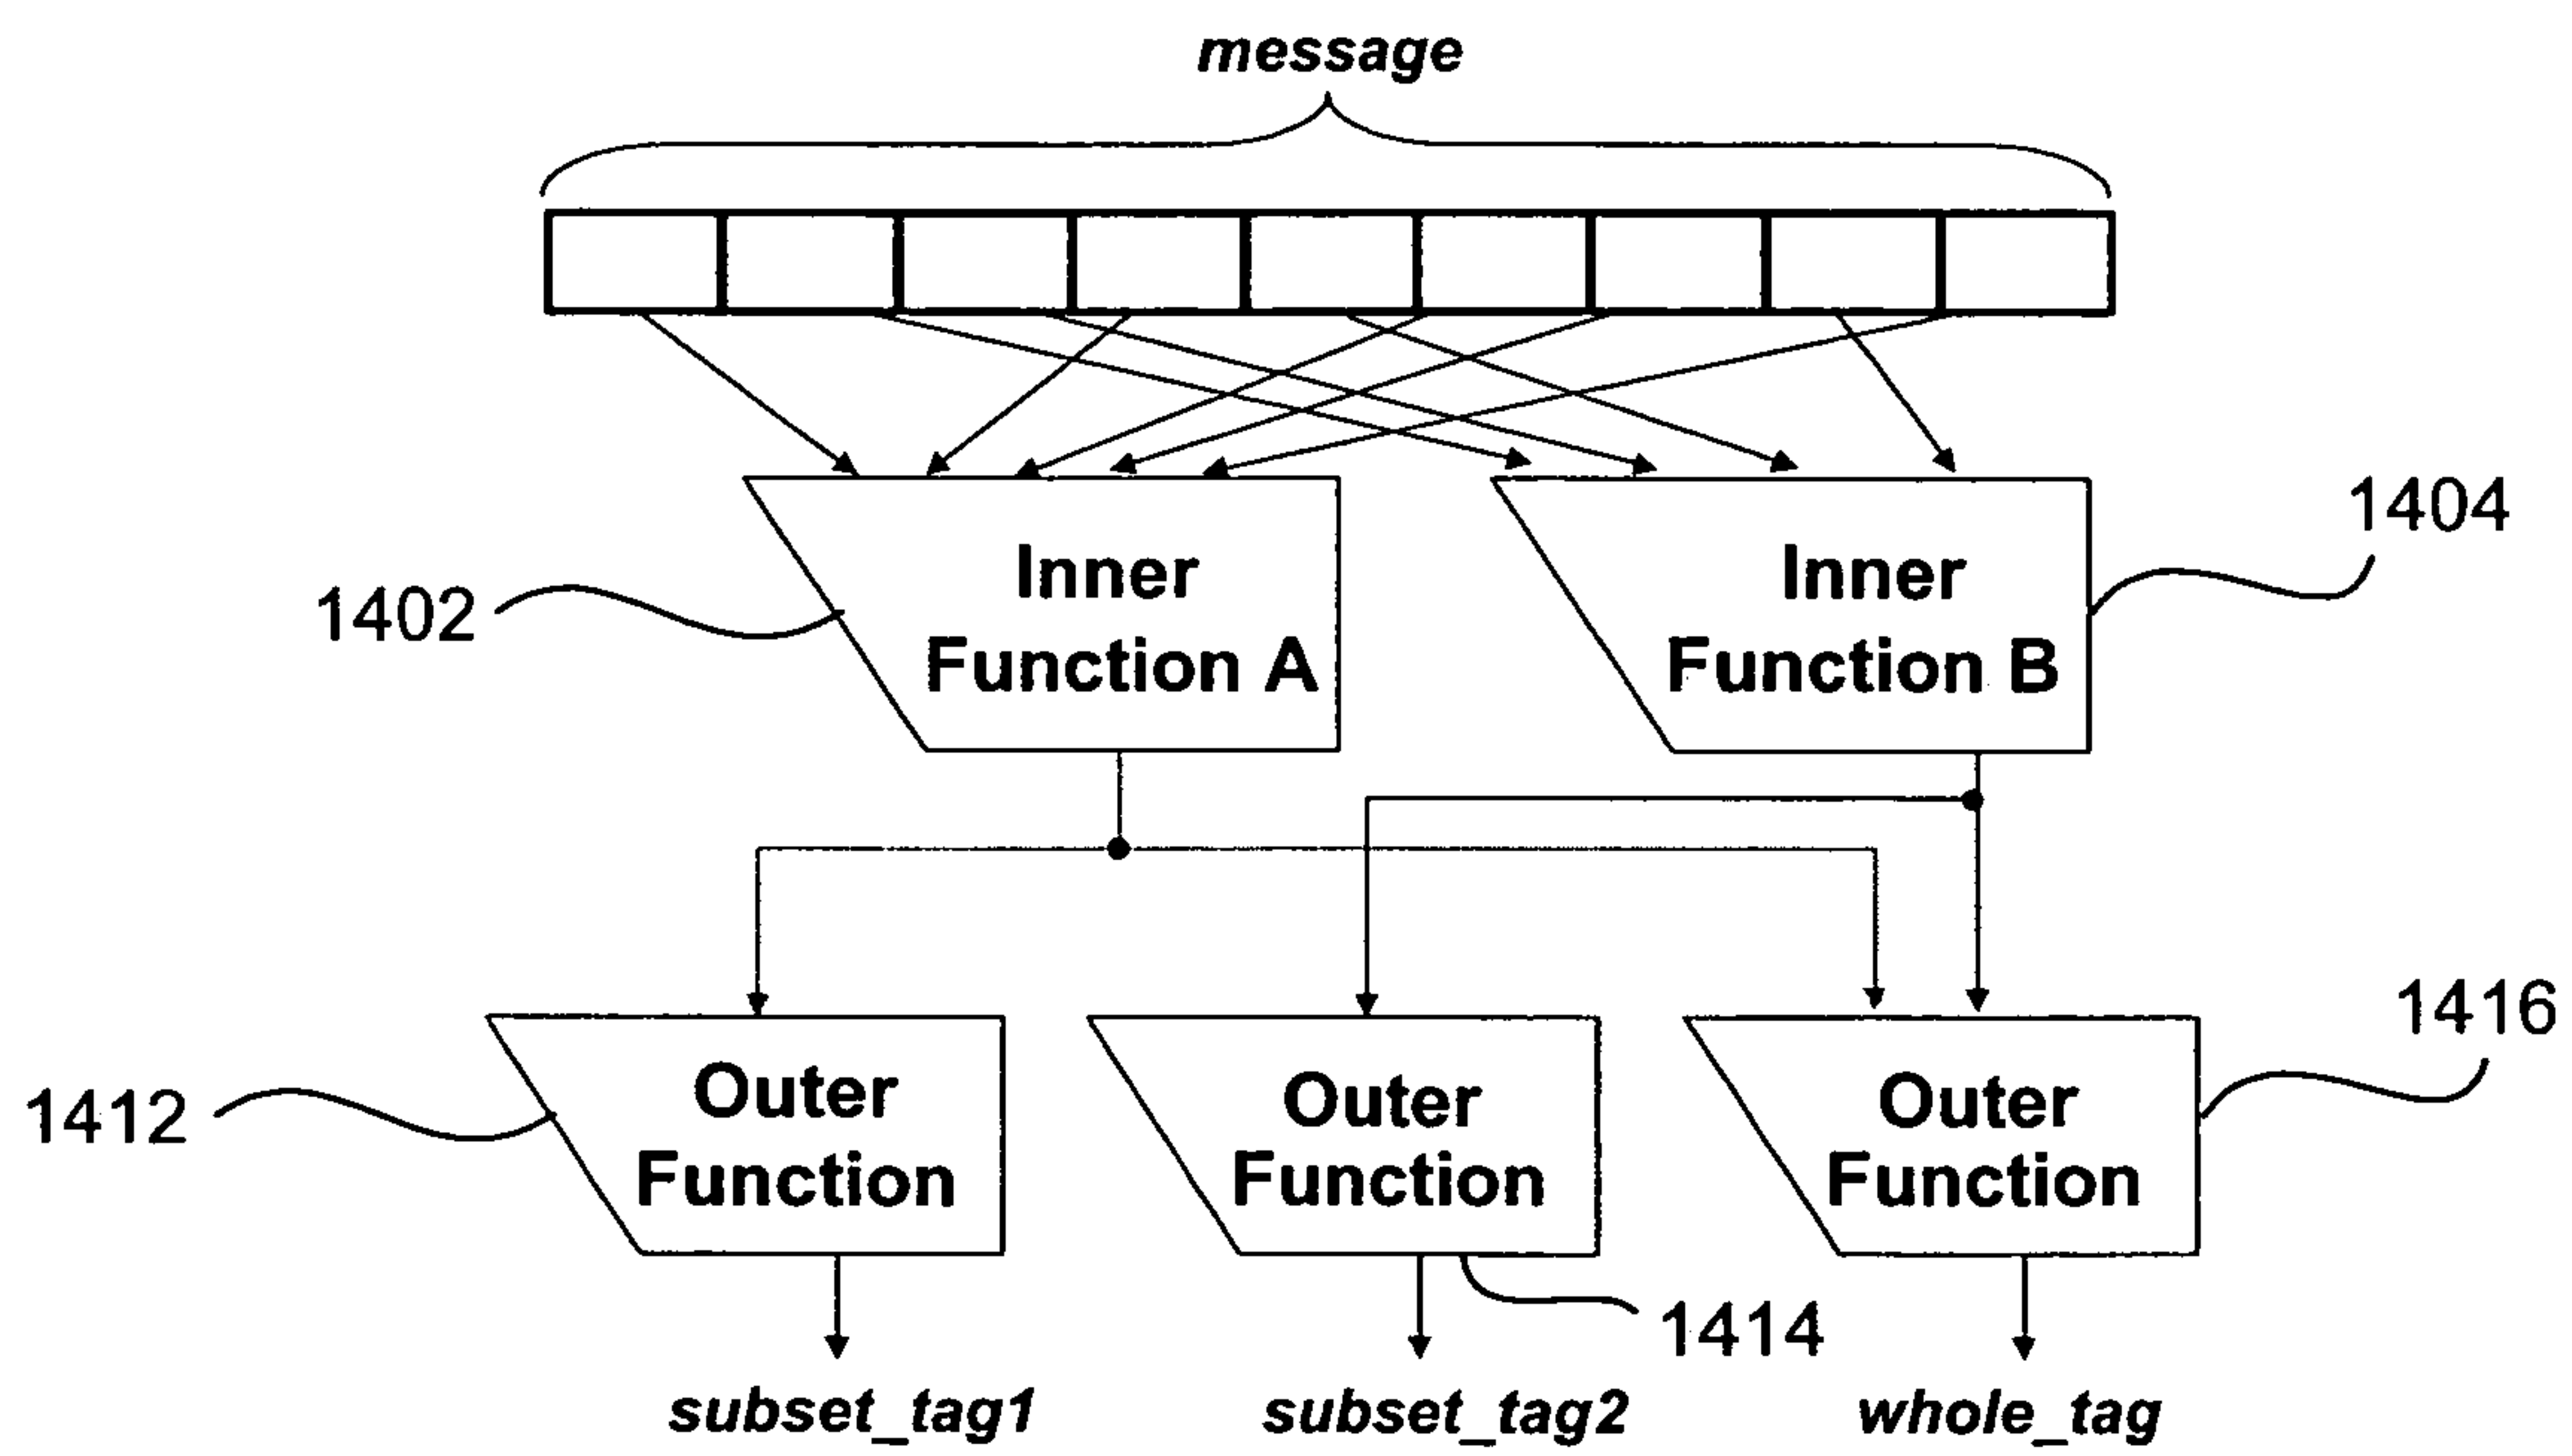 message
1404
Inner
Function A
Inner
Function B
1402
1416
Outer
Function
Outer
Function
Outer
Function
1412
1414
subset_tag1
subset_tag2
whole_tag